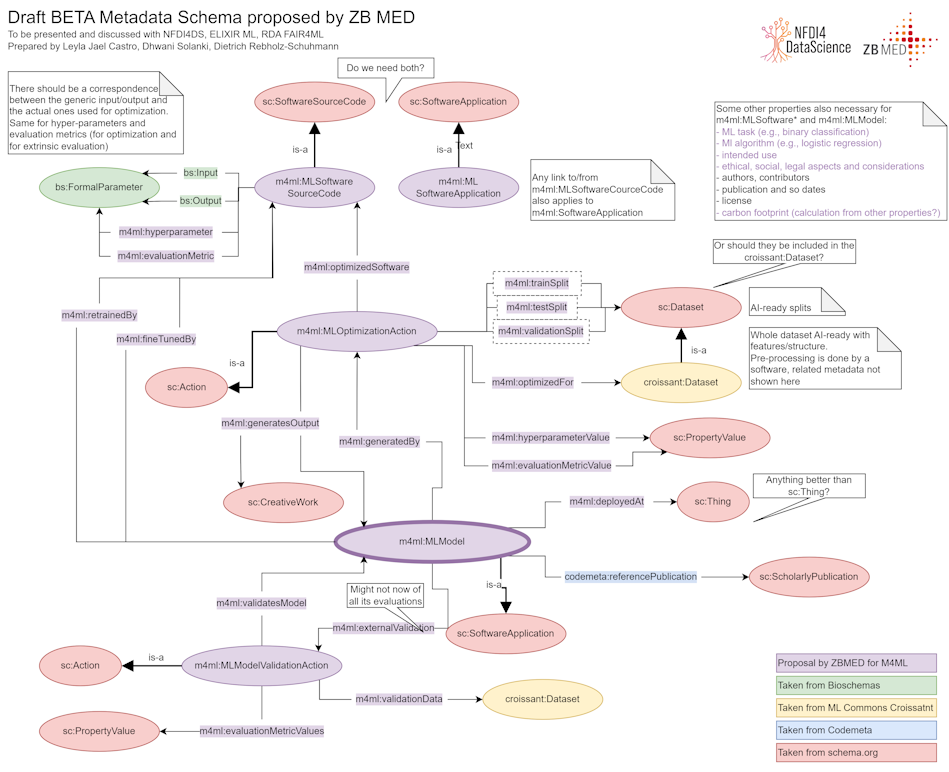 Draft BETA Metadata Schema proposed by ZB MED
To be presented and discussed with NFDI4DS, ELIXIR ML, RDA FAIR4ML
Prepared by Leyla Jael Castro, Dhwani Solanki, Dietrich Rebholz-Schuhmann
NFDI4
DataScience
ZB MED
There should be a correspondence
between the generic input/output and
the actual ones used for optimization.
Same for hyper-parameters and
evaluation metrics (for optimization and
for extrinsic evaluation)
Do we need both?
sc:SoftwareSourceCode
sc:SoftwareApplication
Some other properties also necessary for
m4ml:MLSoftware* and m4ml:MLModel:
- ML task (e.g., binary classification)
- Ml algorithm (e.g., logistic regression)
- intended use
- ethical, social, legal aspects and considerations
- authors, contributors
- publication and so dates
- license
- carbon footprint (calculation from other properties?)
is-a
is-a
Text
bs:FormalParameter
bs:Input
bs:Output
m4ml:MLSoftware
SourceCode
m4ml:ML
SoftwareApplication
Any link to/from
m4ml:MLSoftwareCourceCode
also applies to
m4ml:SoftwareApplication
m4ml:hyperparameter
m4ml:evaluationMetric
m4ml:optimizedSoftware
Or should they be included in the
croissant:Dataset?
m4ml:trainSplit
m4ml:testSplit
m4ml:validationSplit
sc:Dataset
AI-ready splits
m4ml:retrainedBy
m4ml:fineTunedBy
m4ml:MLOptimizationAction
is-a
is-a
Whole dataset AI-ready with
features/structure.
Pre-processing is done by a
software, related metadata not
shown here
sc:Action
m4ml:optimizedFor
croissant:Dataset
m4ml:generatesOutput
m4ml:generatedBy
m4ml:hyperparameterValue
sc:PropertyValue
m4ml:evaluationMetricValue
sc:CreativeWork
m4ml:deployedAt
sc:Thing
Anything better than
sc:Thing?
m4ml:MLModel
codemeta:referencePublication
sc:ScholarlyPublication
is-a
m4ml:validatesModel
Might not now of
all its evaluations
m4ml:externalValidation
sc:SoftwareApplication
sc:Action
is-a
m4ml:MLModelValidationAction
m4ml:validationData
croissant:Dataset
sc:PropertyValue
m4ml:evaluationMetricValues
Proposal by ZBMED for M4ML
Taken from Bioschemas
Taken from ML Commons Croissatnt
Taken from Codemeta
Taken from schema.org